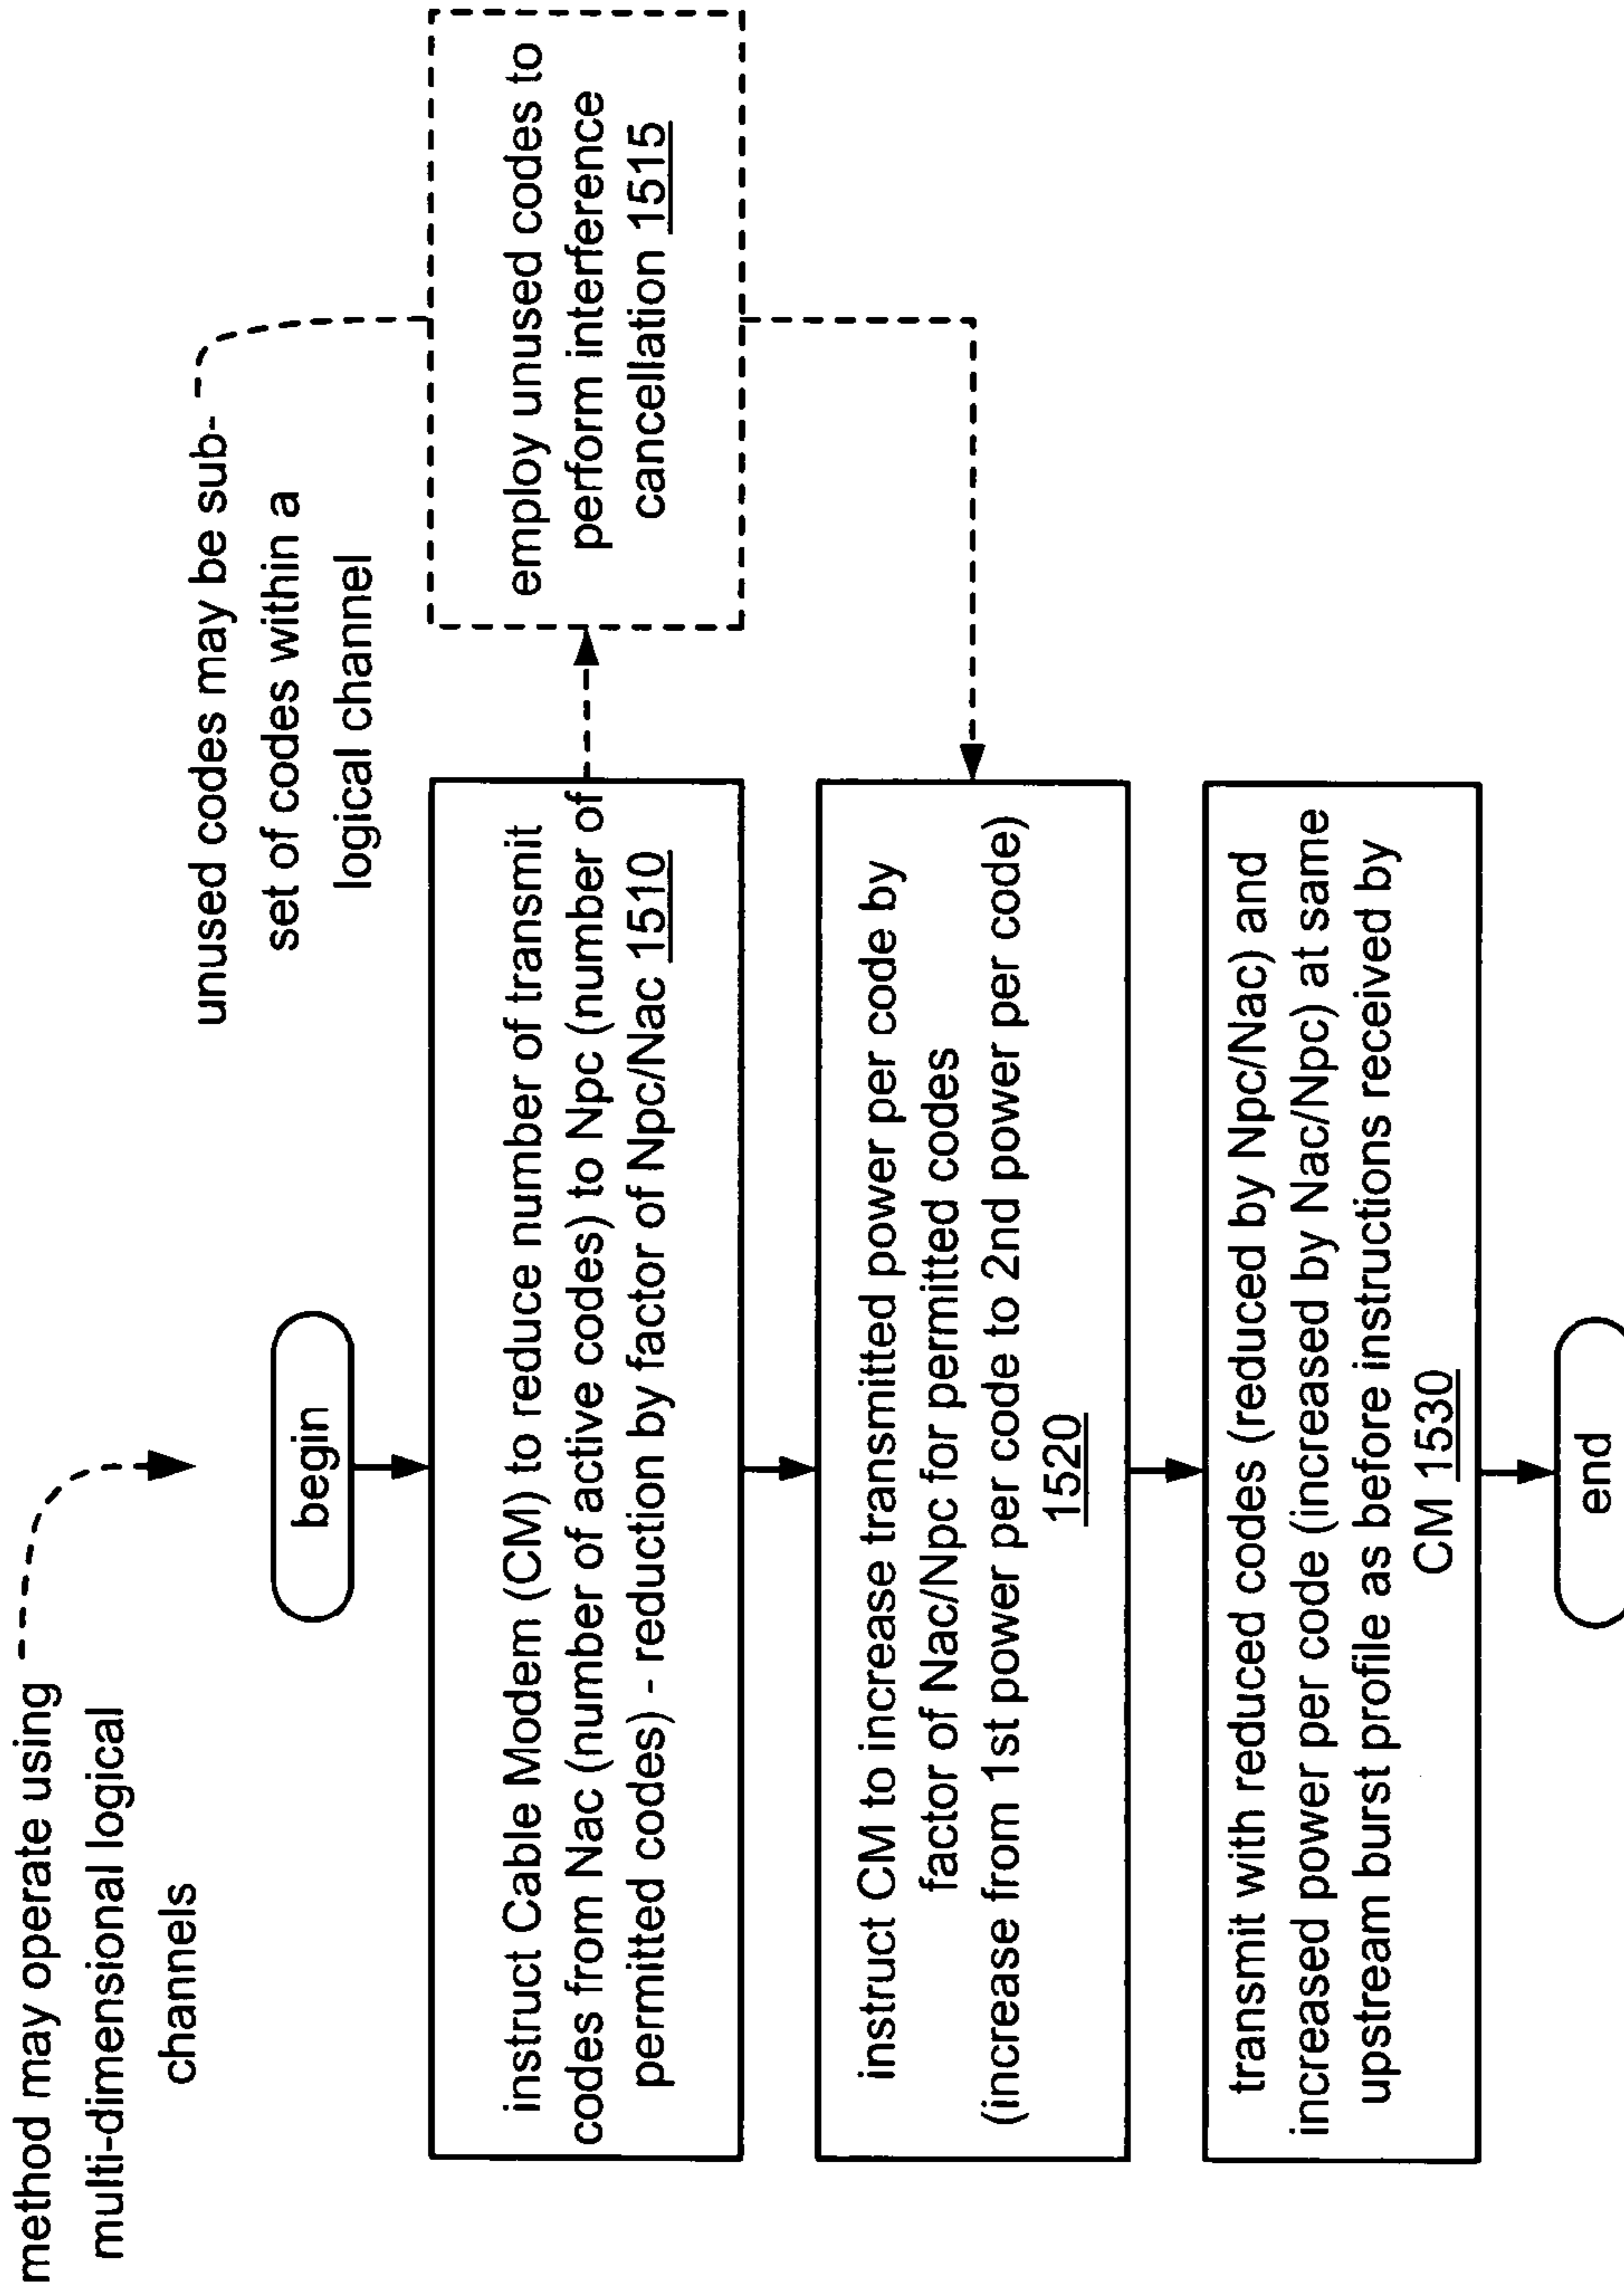 method may operate using
multi-dimensional logical
channels
unused codes may be sub-
set of codes within a
logical channel
begin
instruct Cable Modem (CM) to reduce number of transmit
codes from Nac (number of active codes) to Npc (number of
permitted codes) - reduction by factor of Npc/Nac 1510
employ unused codes to
perform interference
cancellation 1515
instruct CM to increase transmitted power per code by
factor of Nac/Npc for permitted codes
(increase from 1st power per code to 2nd power per code)
1520
transmit with reduced codes (reduced by Npc/Nac) and
increased power per code (increased by Nac/Npc) at same
upstream burst profile as before instructions received by
CM 1530
end